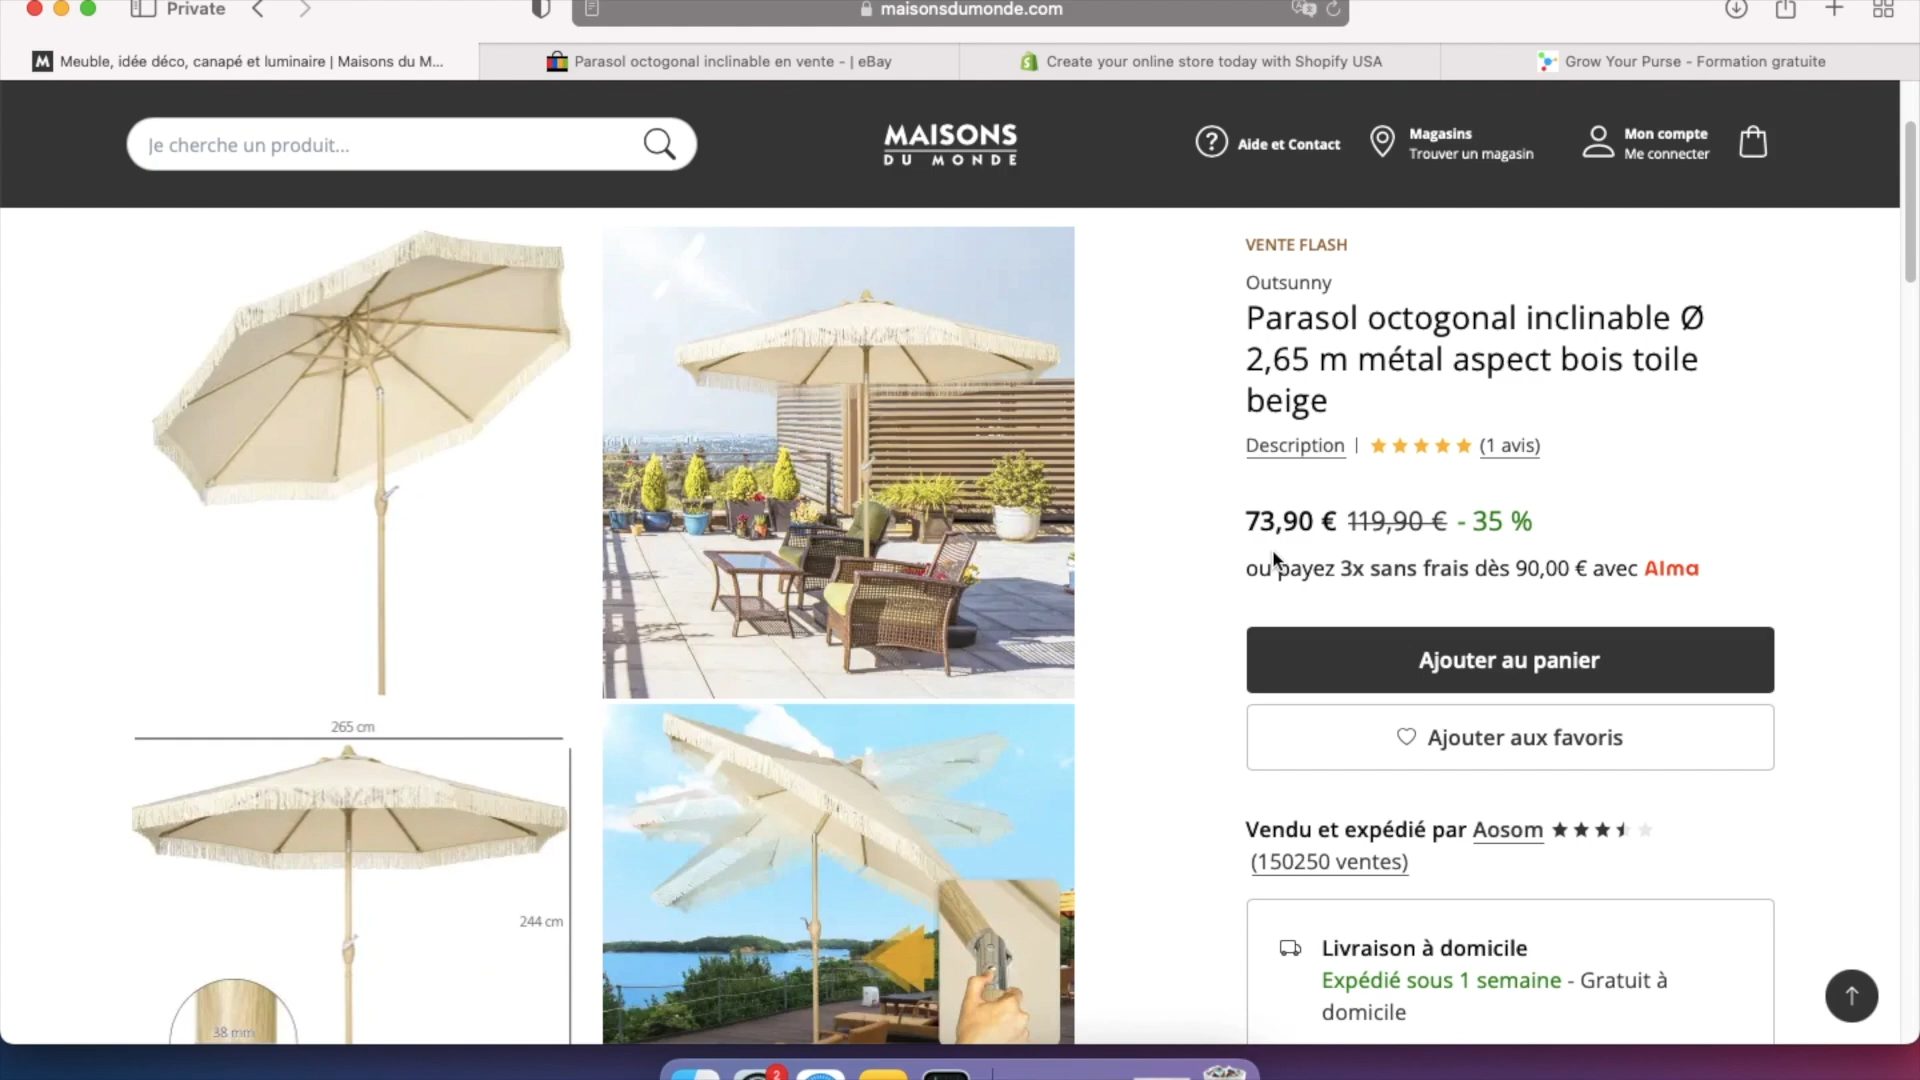 Private
maisonsdumonde.com
Meuble, idée déco, canapé et luminaire | Maisons du M...
Parasol octogonal inclinable en vente - | eBay
Create your online store today with Shopify USA
Grow Your Purse - Formation gratuite
Je cherche un produit...
MAISONS
DU MONDE
Aide et Contact
Magasins
Trouver un magasin
Mon compte
Me connecter
VENTE FLASH
Outsunny
Parasol octogonal inclinable Ø
2,65 m métal aspect bois toile
beige
Description | (1 avis)
73,90 € 119,90 € - 35 %
ou payez 3x sans frais dès 90,00 € avec Alma
Ajouter au panier
Ajouter aux favoris
Vendu et expédié par Aosom
(150250 ventes)
Livraison à domicile
Expédié sous 1 semaine - Gratuit à
domicile
265 cm
244 cm
38 mm
2